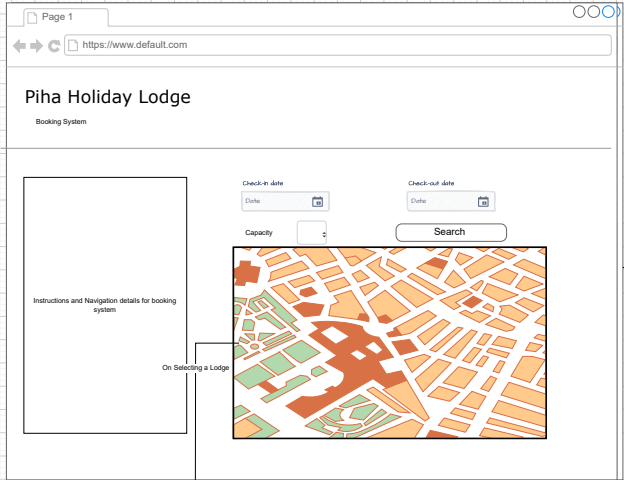 Page 1
https://www.default.com
Piha Holiday Lodge
Booking System
Check-in date
Check-out date
Date
Date
Capacity
Search
Instructions and Navigation details for booking
system
On Selecting a Lodge